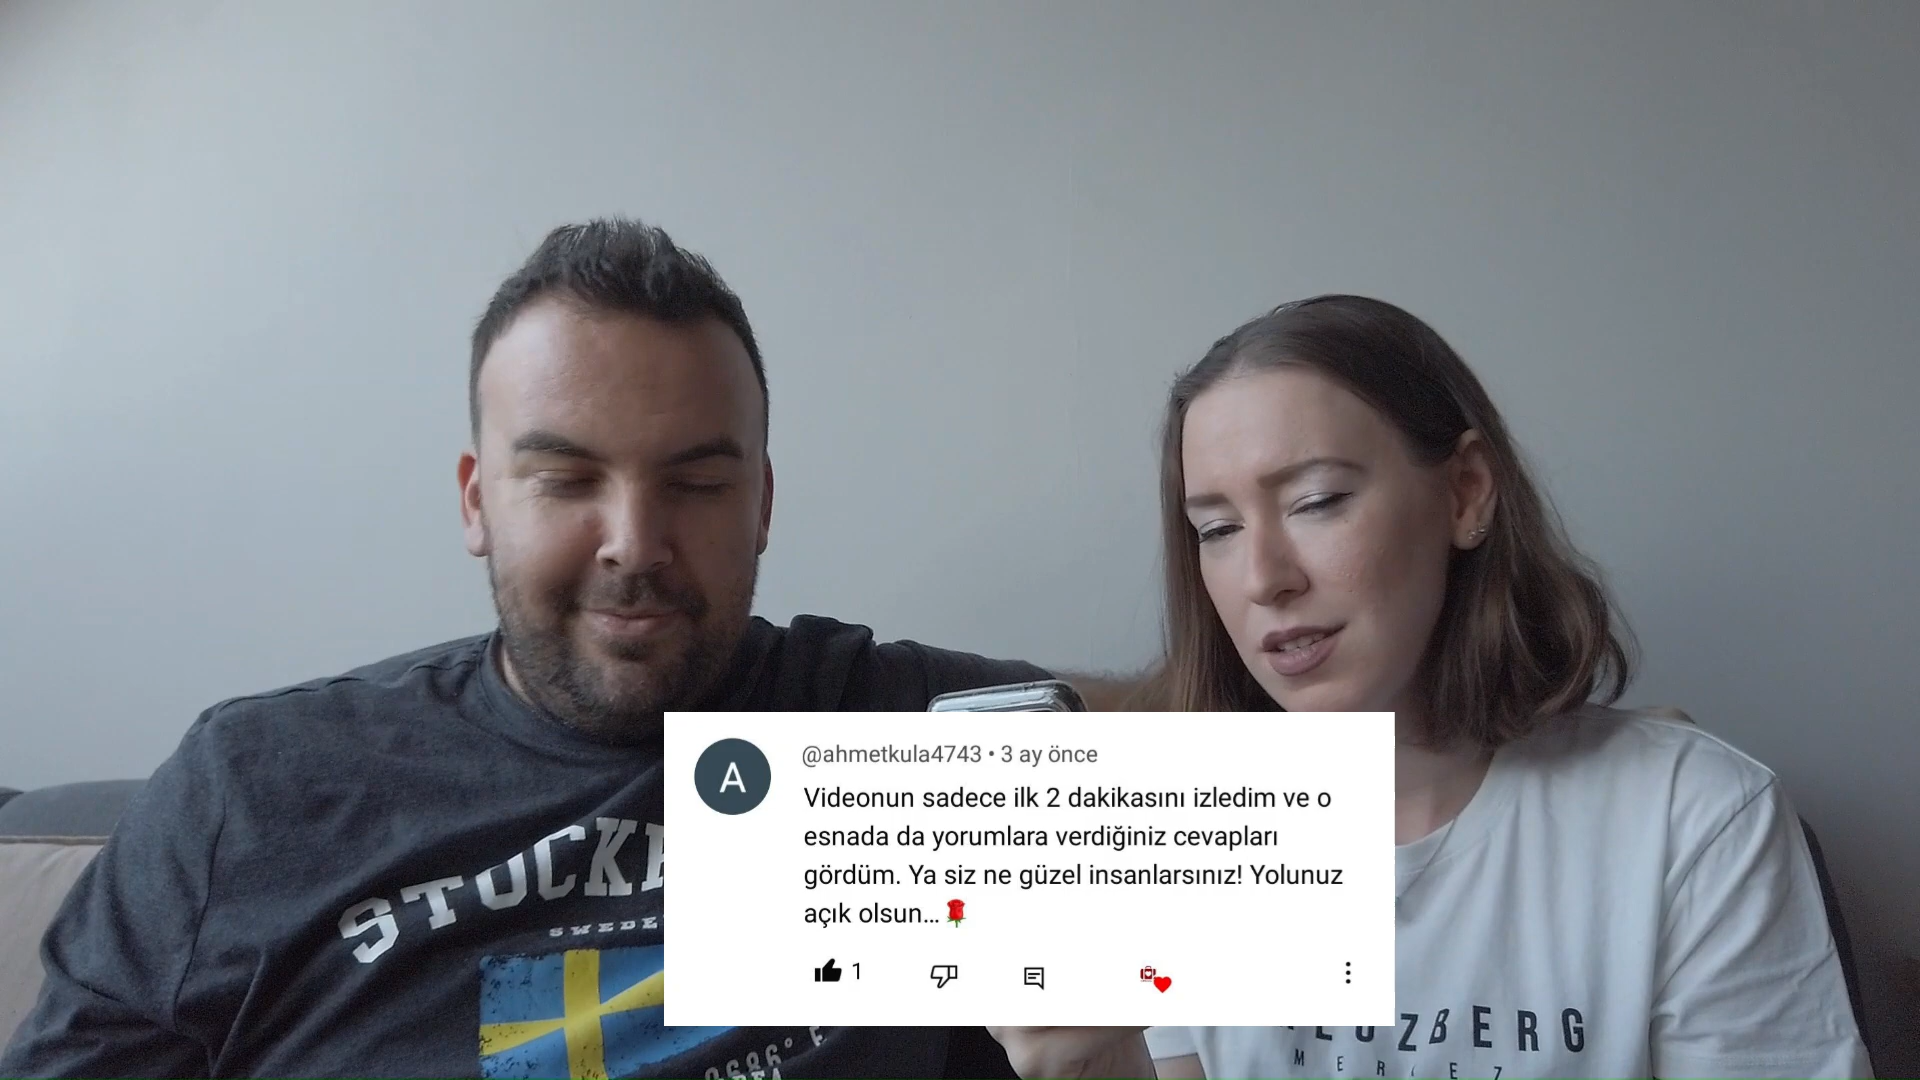 A
@ahmetkula4743 • 3 ay önce
Videonun sadece ilk 2 dakikasını izledim ve o
esnada da yorumlara verdiğiniz cevapları
gördüm. Ya siz ne güzel insanlarsınız! Yolunuz
açık olsun...🌹
1
MERKEZ